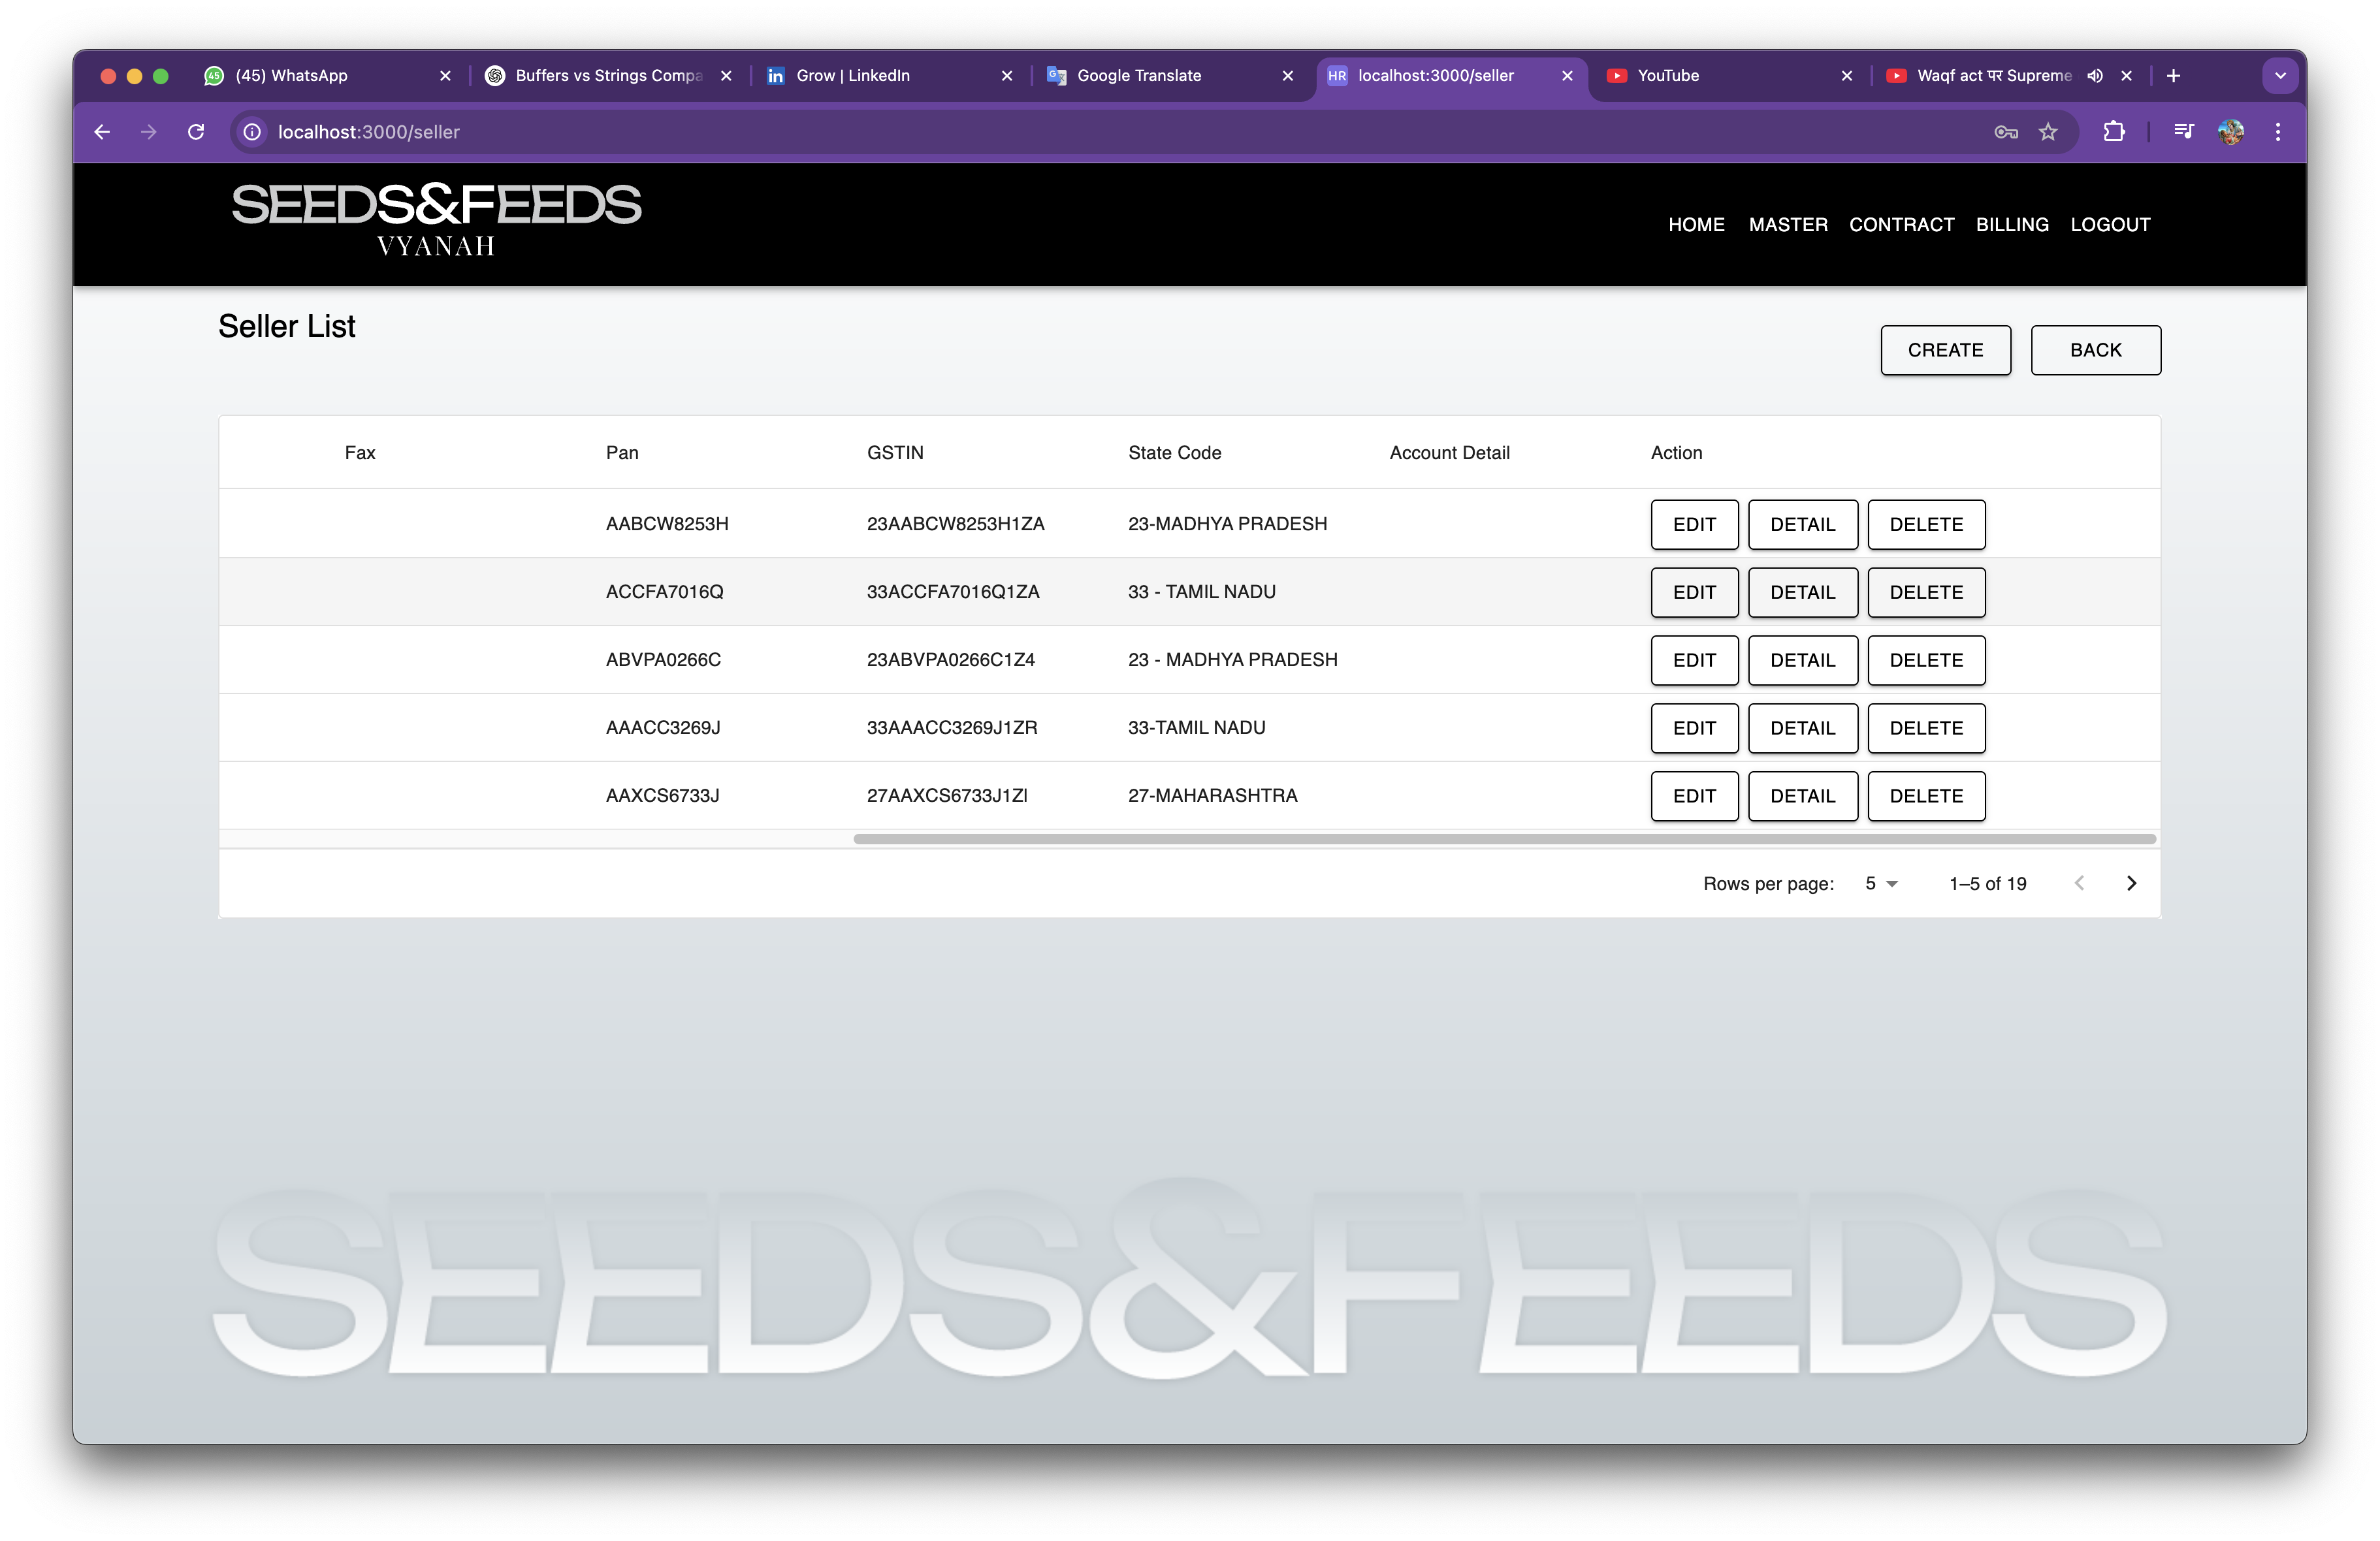 (45) WhatsApp
Buffers vs Strings Compa
Grow | LinkedIn
Google Translate
HR localhost:3000/seller
YouTube
Waqf act पर Supreme
localhost:3000/seller
SEEDS&FEEDS
VYANAH
HOME MASTER CONTRACT BILLING LOGOUT
Seller List
CREATE BACK
Fax Pan GSTIN State Code Account Detail Action
AABCW8253H 23AABCW8253H1ZA 23-MADHYA PRADESH EDIT DETAIL DELETE
ACCFA7016Q 33ACCFA7016Q1ZA 33 - TAMIL NADU EDIT DETAIL DELETE
ABVPA0266C 23ABVPA0266C1Z4 23 - MADHYA PRADESH EDIT DETAIL DELETE
AAACC3269J 33AAACC3269J1ZR 33-TAMIL NADU EDIT DETAIL DELETE
AAXCS6733J 27AAXCS6733J1ZI 27-MAHARASHTRA EDIT DETAIL DELETE
Rows per page: 5 1–5 of 19
SEEDS&FEEDS